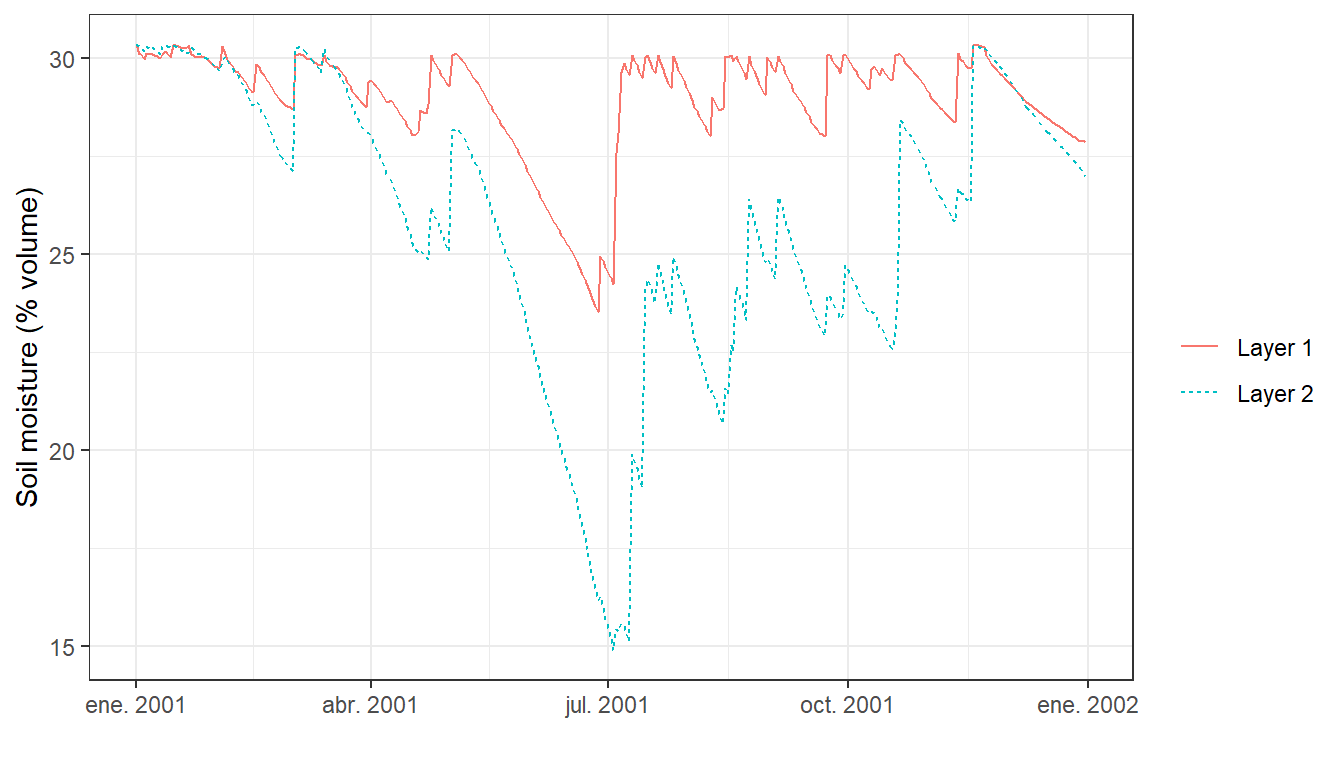 Soil moisture (% volume)
30
25
20
15
ene. 2001
abr. 2001
jul. 2001
oct. 2001
ene. 2002
Layer 1
Layer 2